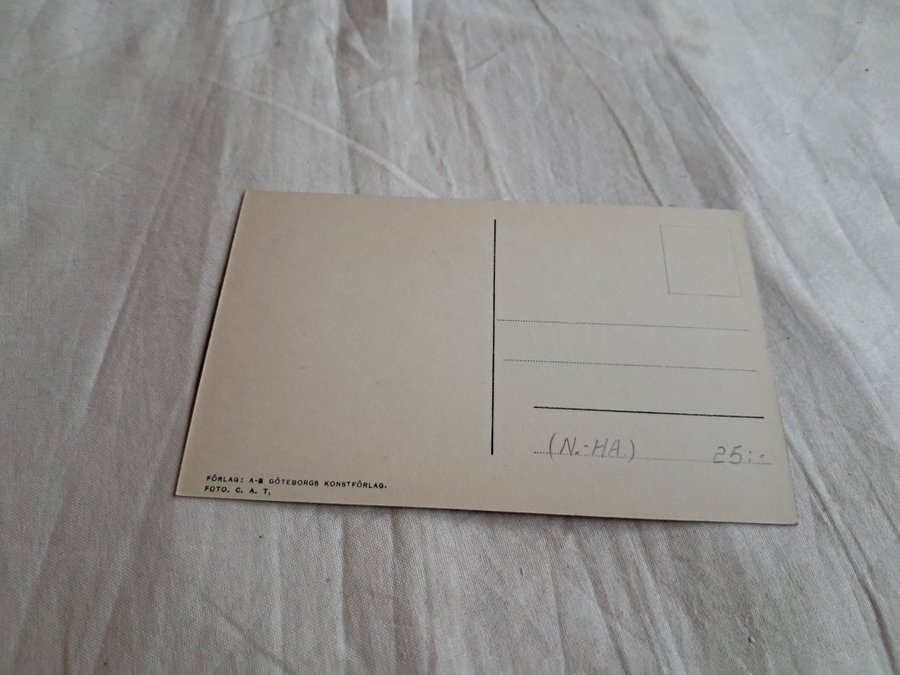 (N.-HA.) 25:-
FÖRLAG: A-B GÖTEBORGS KONSTFÖRLAG.
FOTO. C. A. T.